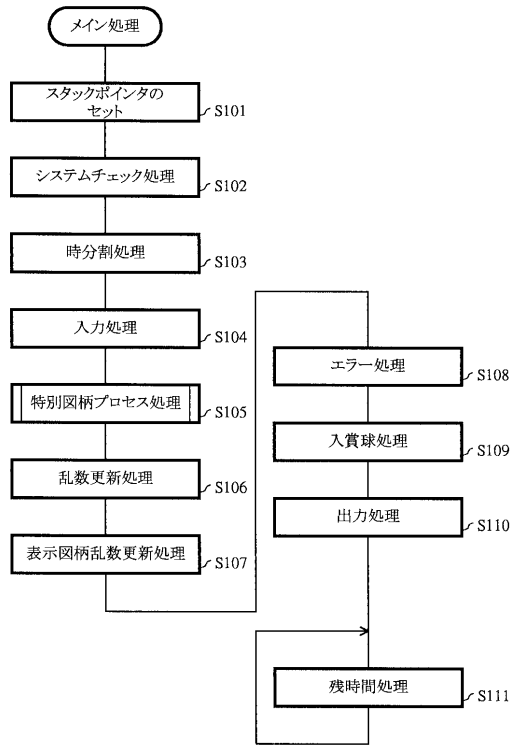 メイン処理
スタックポインタの
セット
S101
システムチェック処理
S102
時分割処理
S103
入力処理
S104
特別図柄プロセス処理
S105
乱数更新処理
S106
表示図柄乱数更新処理
S107
エラー処理
S108
入賞球処理
S109
出力処理
S110
残時間処理
S111